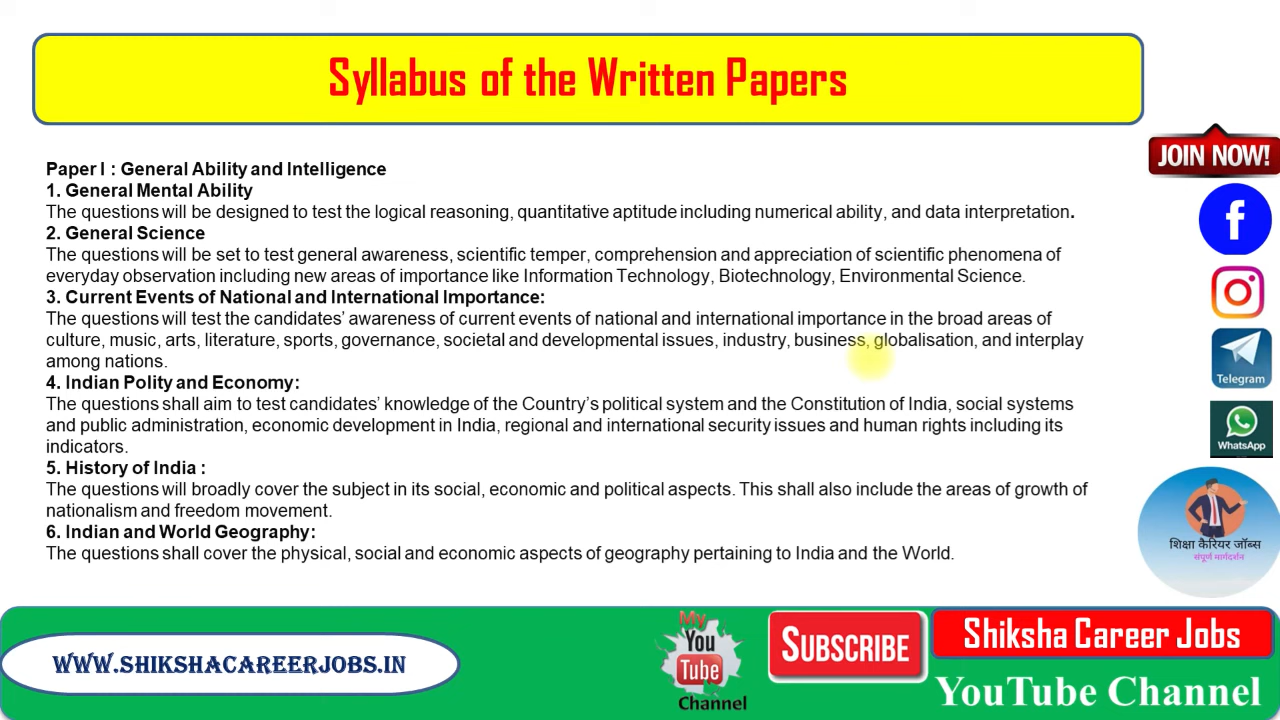 Syllabus of the Written Papers
Paper I : General Ability and Intelligence
1. General Mental Ability
The questions will be designed to test the logical reasoning, quantitative aptitude including numerical ability, and data interpretation.
2. General Science
The questions will be set to test general awareness, scientific temper, comprehension and appreciation of scientific phenomena of
everyday observation including new areas of importance like Information Technology, Biotechnology, Environmental Science.
3. Current Events of National and International Importance:
The questions will test the candidates’ awareness of current events of national and international importance in the broad areas of
culture, music, arts, literature, sports, governance, societal and developmental issues, industry, business, globalisation, and interplay
among nations.
4. Indian Polity and Economy:
The questions shall aim to test candidates’ knowledge of the Country’s political system and the Constitution of India, social systems
and public administration, economic development in India, regional and international security issues and human rights including its
indicators.
5. History of India :
The questions will broadly cover the subject in its social, economic and political aspects. This shall also include the areas of growth of
nationalism and freedom movement.
6. Indian and World Geography:
The questions shall cover the physical, social and economic aspects of geography pertaining to India and the World.
JOIN NOW!
f
Telegram
WhatsApp
शिक्षा कॅरियर जॉब्स
संपूर्ण मार्गदर्शन
WWW.SHIKSHACAREERJOBS.IN
My
You
Tube
Channel
SUBSCRIBE
Shiksha Career Jobs
YouTube Channel